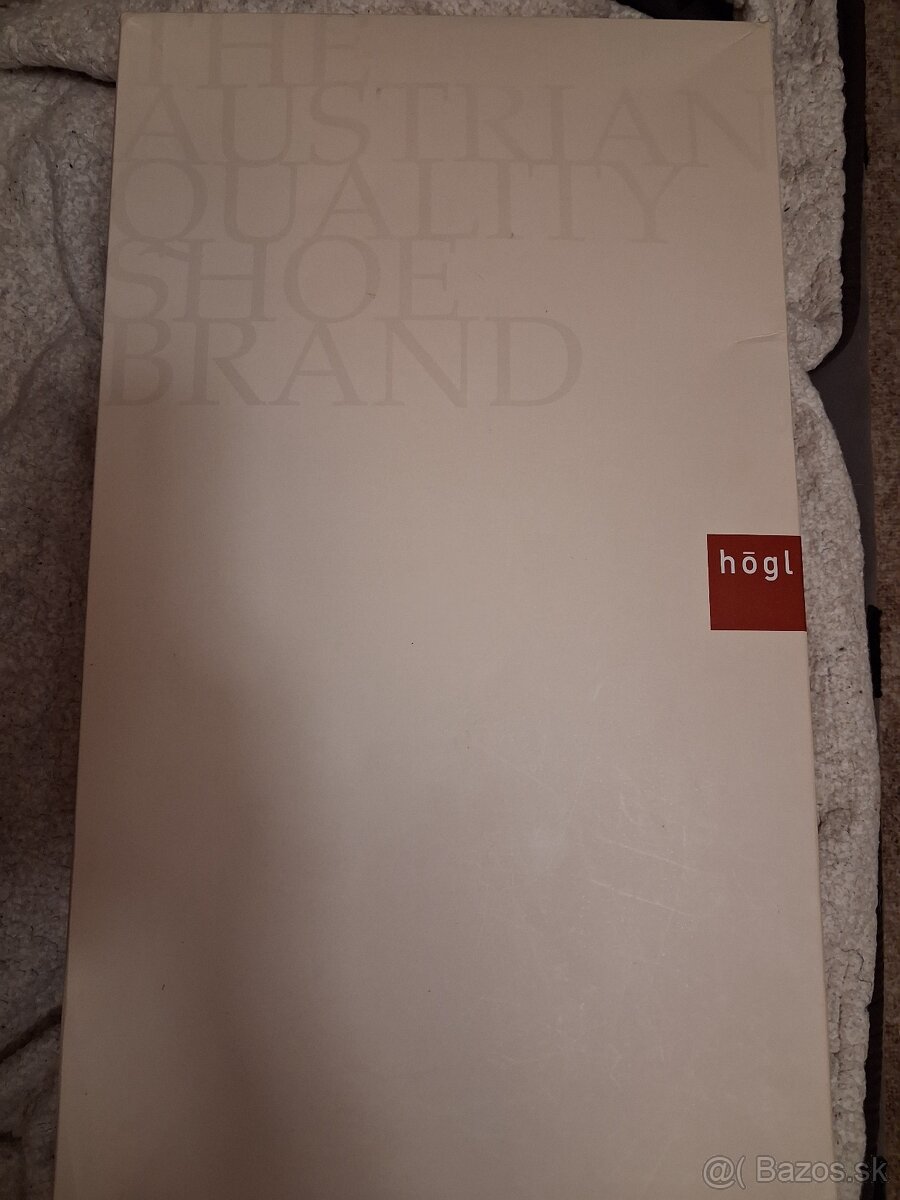 THE
AUSTRIAN
QUALITY
SHOE
BRAND
hōgl
@( Bazos.sk